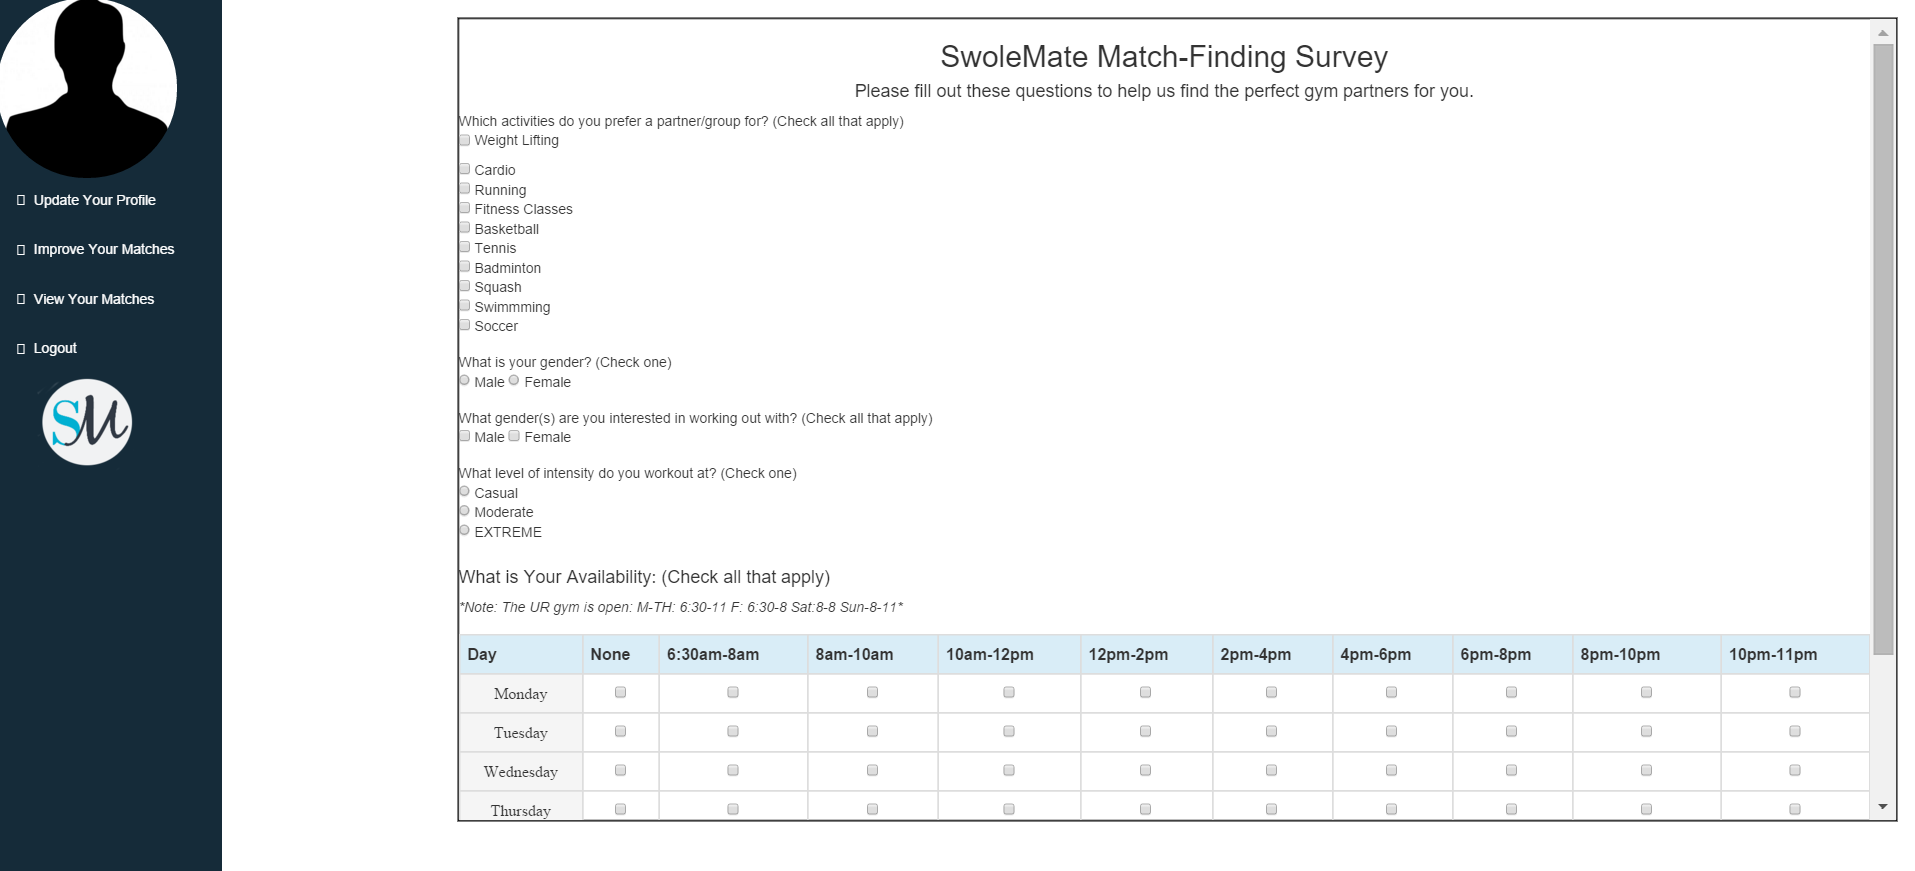 Update Your Profile
Improve Your Matches
View Your Matches
Logout
SM
SwoleMate Match-Finding Survey
Please fill out these questions to help us find the perfect gym partners for you.
Which activities do you prefer a partner/group for? (Check all that apply)
Weight Lifting
Cardio
Running
Fitness Classes
Basketball
Tennis
Badminton
Squash
Swimmming
Soccer
What is your gender? (Check one)
Male Female
What gender(s) are you interested in working out with? (Check all that apply)
Male Female
What level of intensity do you workout at? (Check one)
Casual
Moderate
EXTREME
What is Your Availability: (Check all that apply)
*Note: The UR gym is open: M-TH: 6:30-11 F: 6:30-8 Sat:8-8 Sun-8-11*
Day None 6:30am-8am 8am-10am 10am-12pm 12pm-2pm 2pm-4pm 4pm-6pm 6pm-8pm 8pm-10pm 10pm-11pm
Monday
Tuesday
Wednesday
Thursday